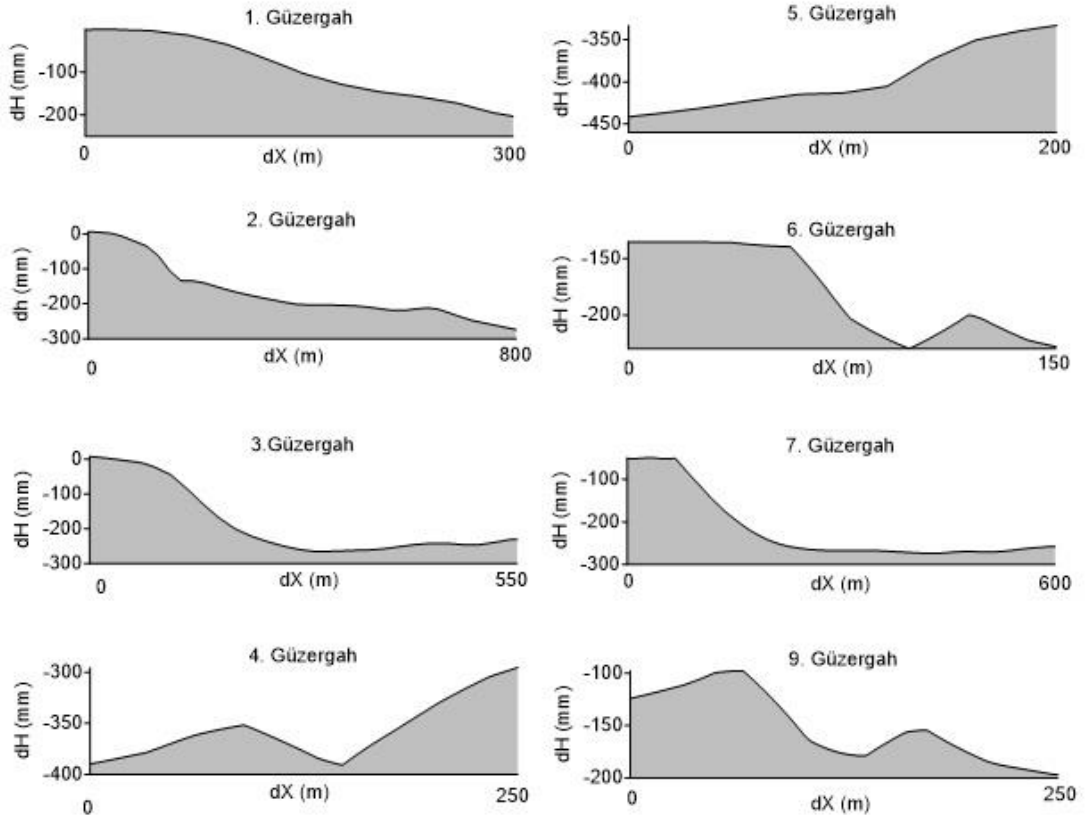 1. Güzergah
dH (mm)
-100
-200
0
300
dX (m)
2. Güzergah
dh (mm)
0
-100
-200
-300
0
800
dX (m)
3.Güzergah
dH (mm)
0
-100
-200
-300
0
550
dX (m)
4. Güzergah
dH (mm)
-300
-350
-400
0
250
dX (m)
5. Güzergah
dH (mm)
-350
-400
-450
0
200
dX (m)
6. Güzergah
dH (mm)
-150
-200
0
150
dX (m)
7. Güzergah
dH (mm)
-100
-200
-300
0
600
dX (m)
9. Güzergah
dH (mm)
-100
-150
-200
0
250
dX (m)